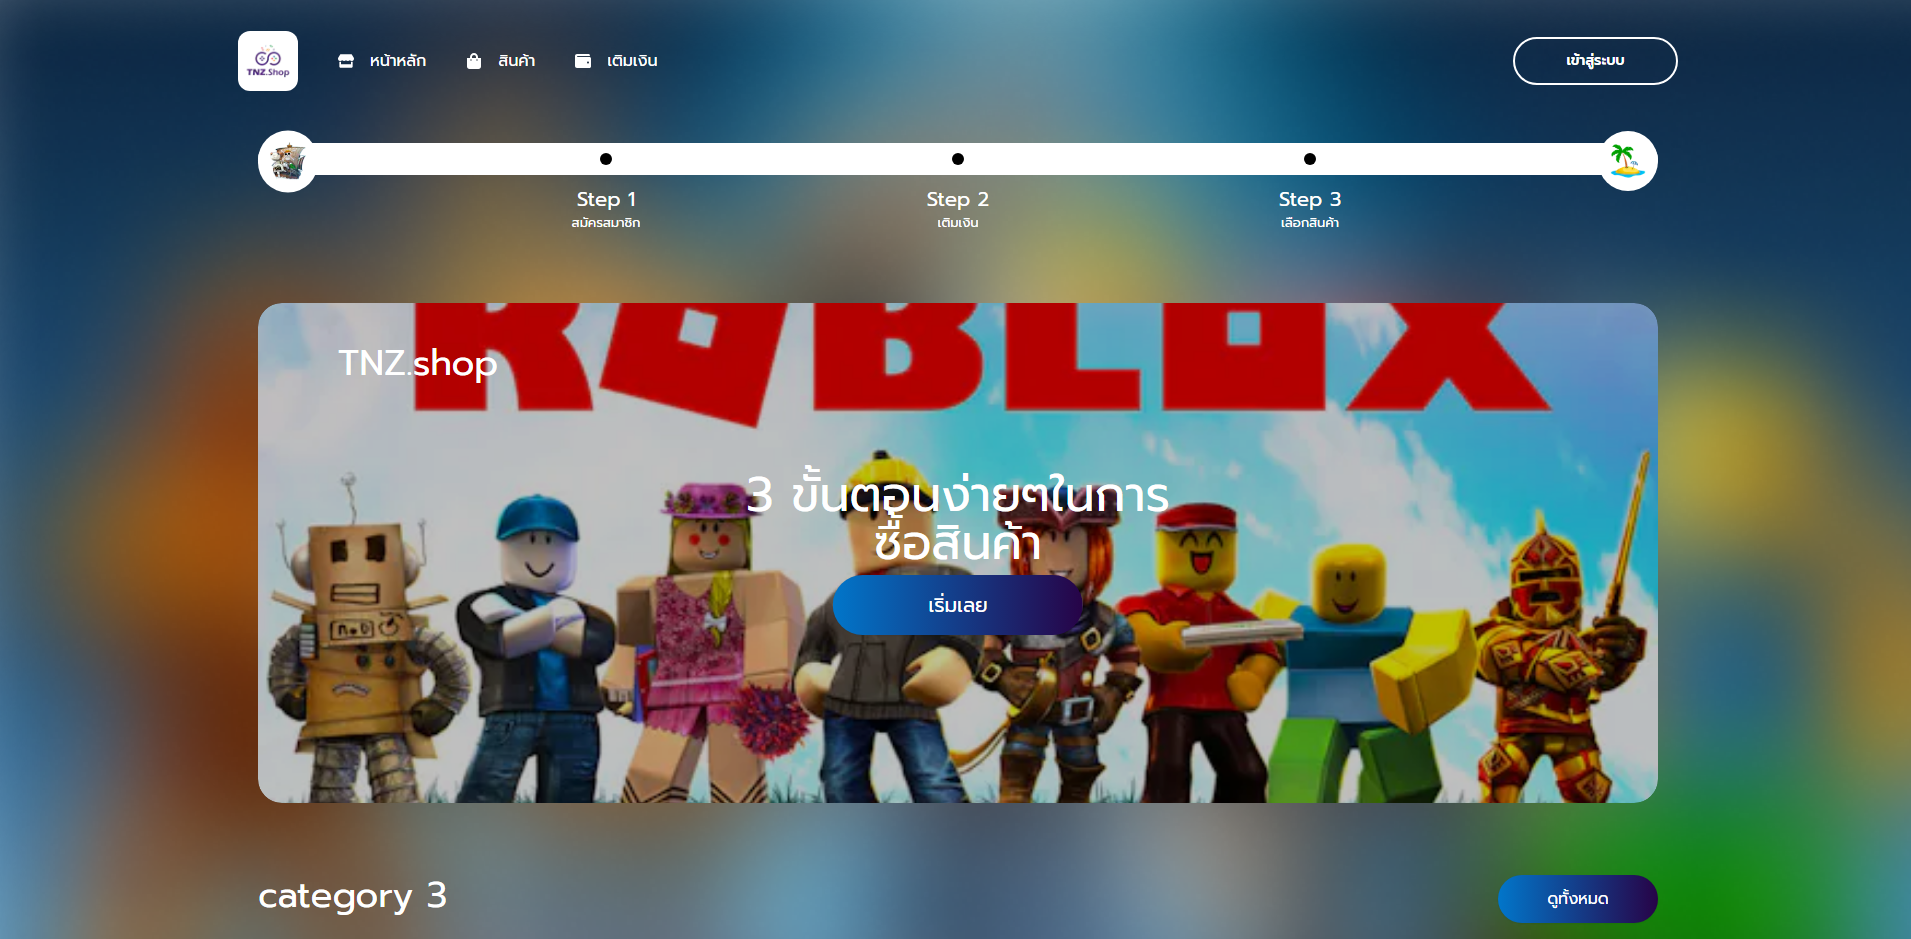 TNZ.Shop
หน้าหลัก
สินค้า
เติมเงิน
เข้าสู่ระบบ
Step 1
สมัครสมาชิก
Step 2
เติมเงิน
Step 3
เลือกสินค้า
ROBLOX
TNZ.shop
3 ขั้นตอนง่ายๆในการ
ซื้อสินค้า
เริ่มเลย
category 3
ดูทั้งหมด